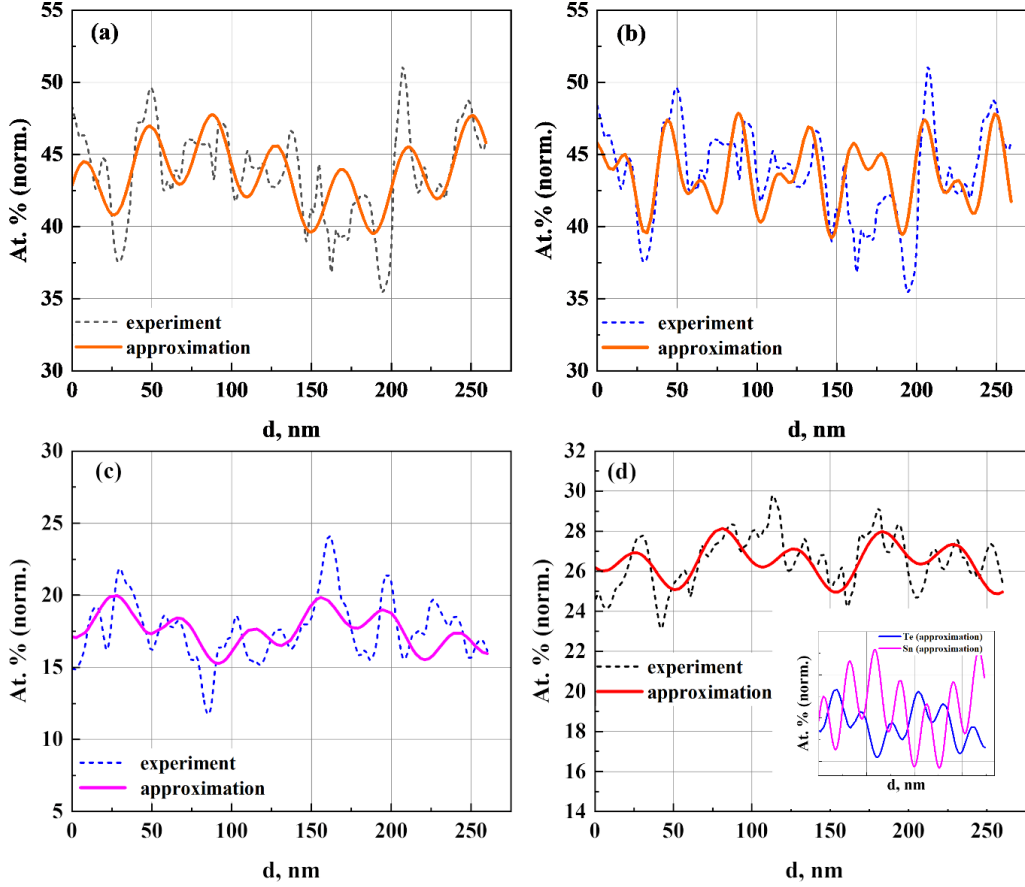 (a)
At. % (norm.)
55
50
45
40
35
30
experiment
approximation
0 50 100 150 200 250
d, nm
(b)
At.% (norm.)
55
50
45
40
35
30
experiment
approximation
0 50 100 150 200 250
d, nm
(c)
At. % (norm.)
30
25
20
15
10
5
experiment
approximation
0 50 100 150 200 250
d, nm
(d)
At. % (norm.)
32
30
28
26
24
22
20
18
16
14
experiment
approximation
0 50 100 150 200 250
d, nm
Te (approximation)
Sn (approximation)
At. % (norm.)
d, nm